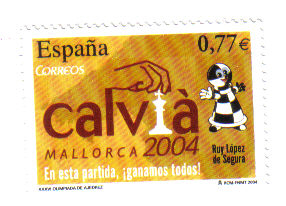 España 0,77€
CORREOS
calvià
MALLORCA 2004
Ruy López
de Segura
En esta partida, ¡ganamos todos!
XXXVI OLIMPIADA DE AJEDREZ RCM-FNMT 2004